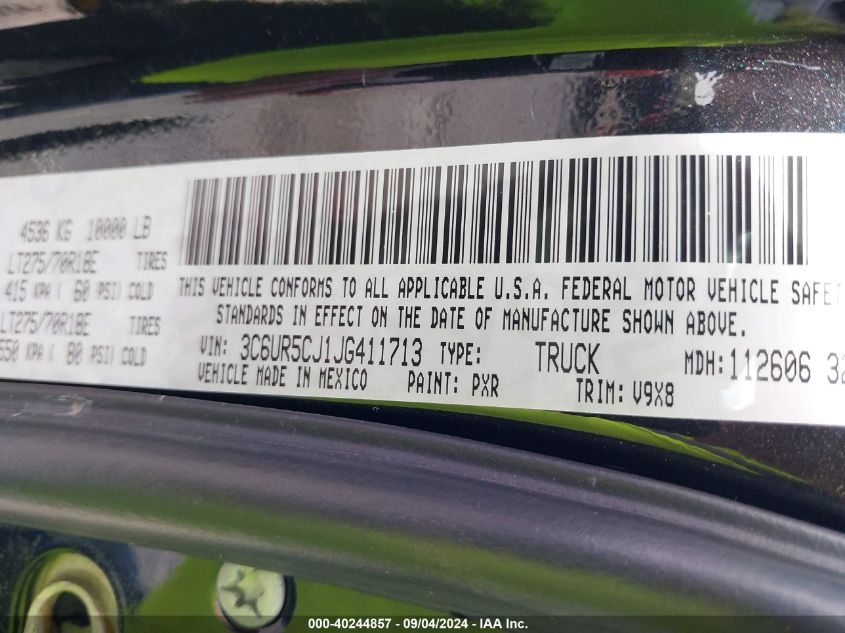 4536 KG 10000 LB
LT275/70R18E TIRES
415 KPA ( 60 PSI) COLD
LT275/70R18E TIRES
550 KPA ( 80 PSI) COLD
THIS VEHICLE CONFORMS TO ALL APPLICABLE U.S.A. FEDERAL MOTOR VEHICLE SAFET
STANDARDS IN EFFECT ON THE DATE OF MANUFACTURE SHOWN ABOVE.
VIN: 3C6UR5CJ1JG411713 TYPE: TRUCK MDH:112606 32
VEHICLE MADE IN MEXICO PAINT: PXR TRIM: V9X8
000-40244857 - 09/04/2024 - IAA Inc.